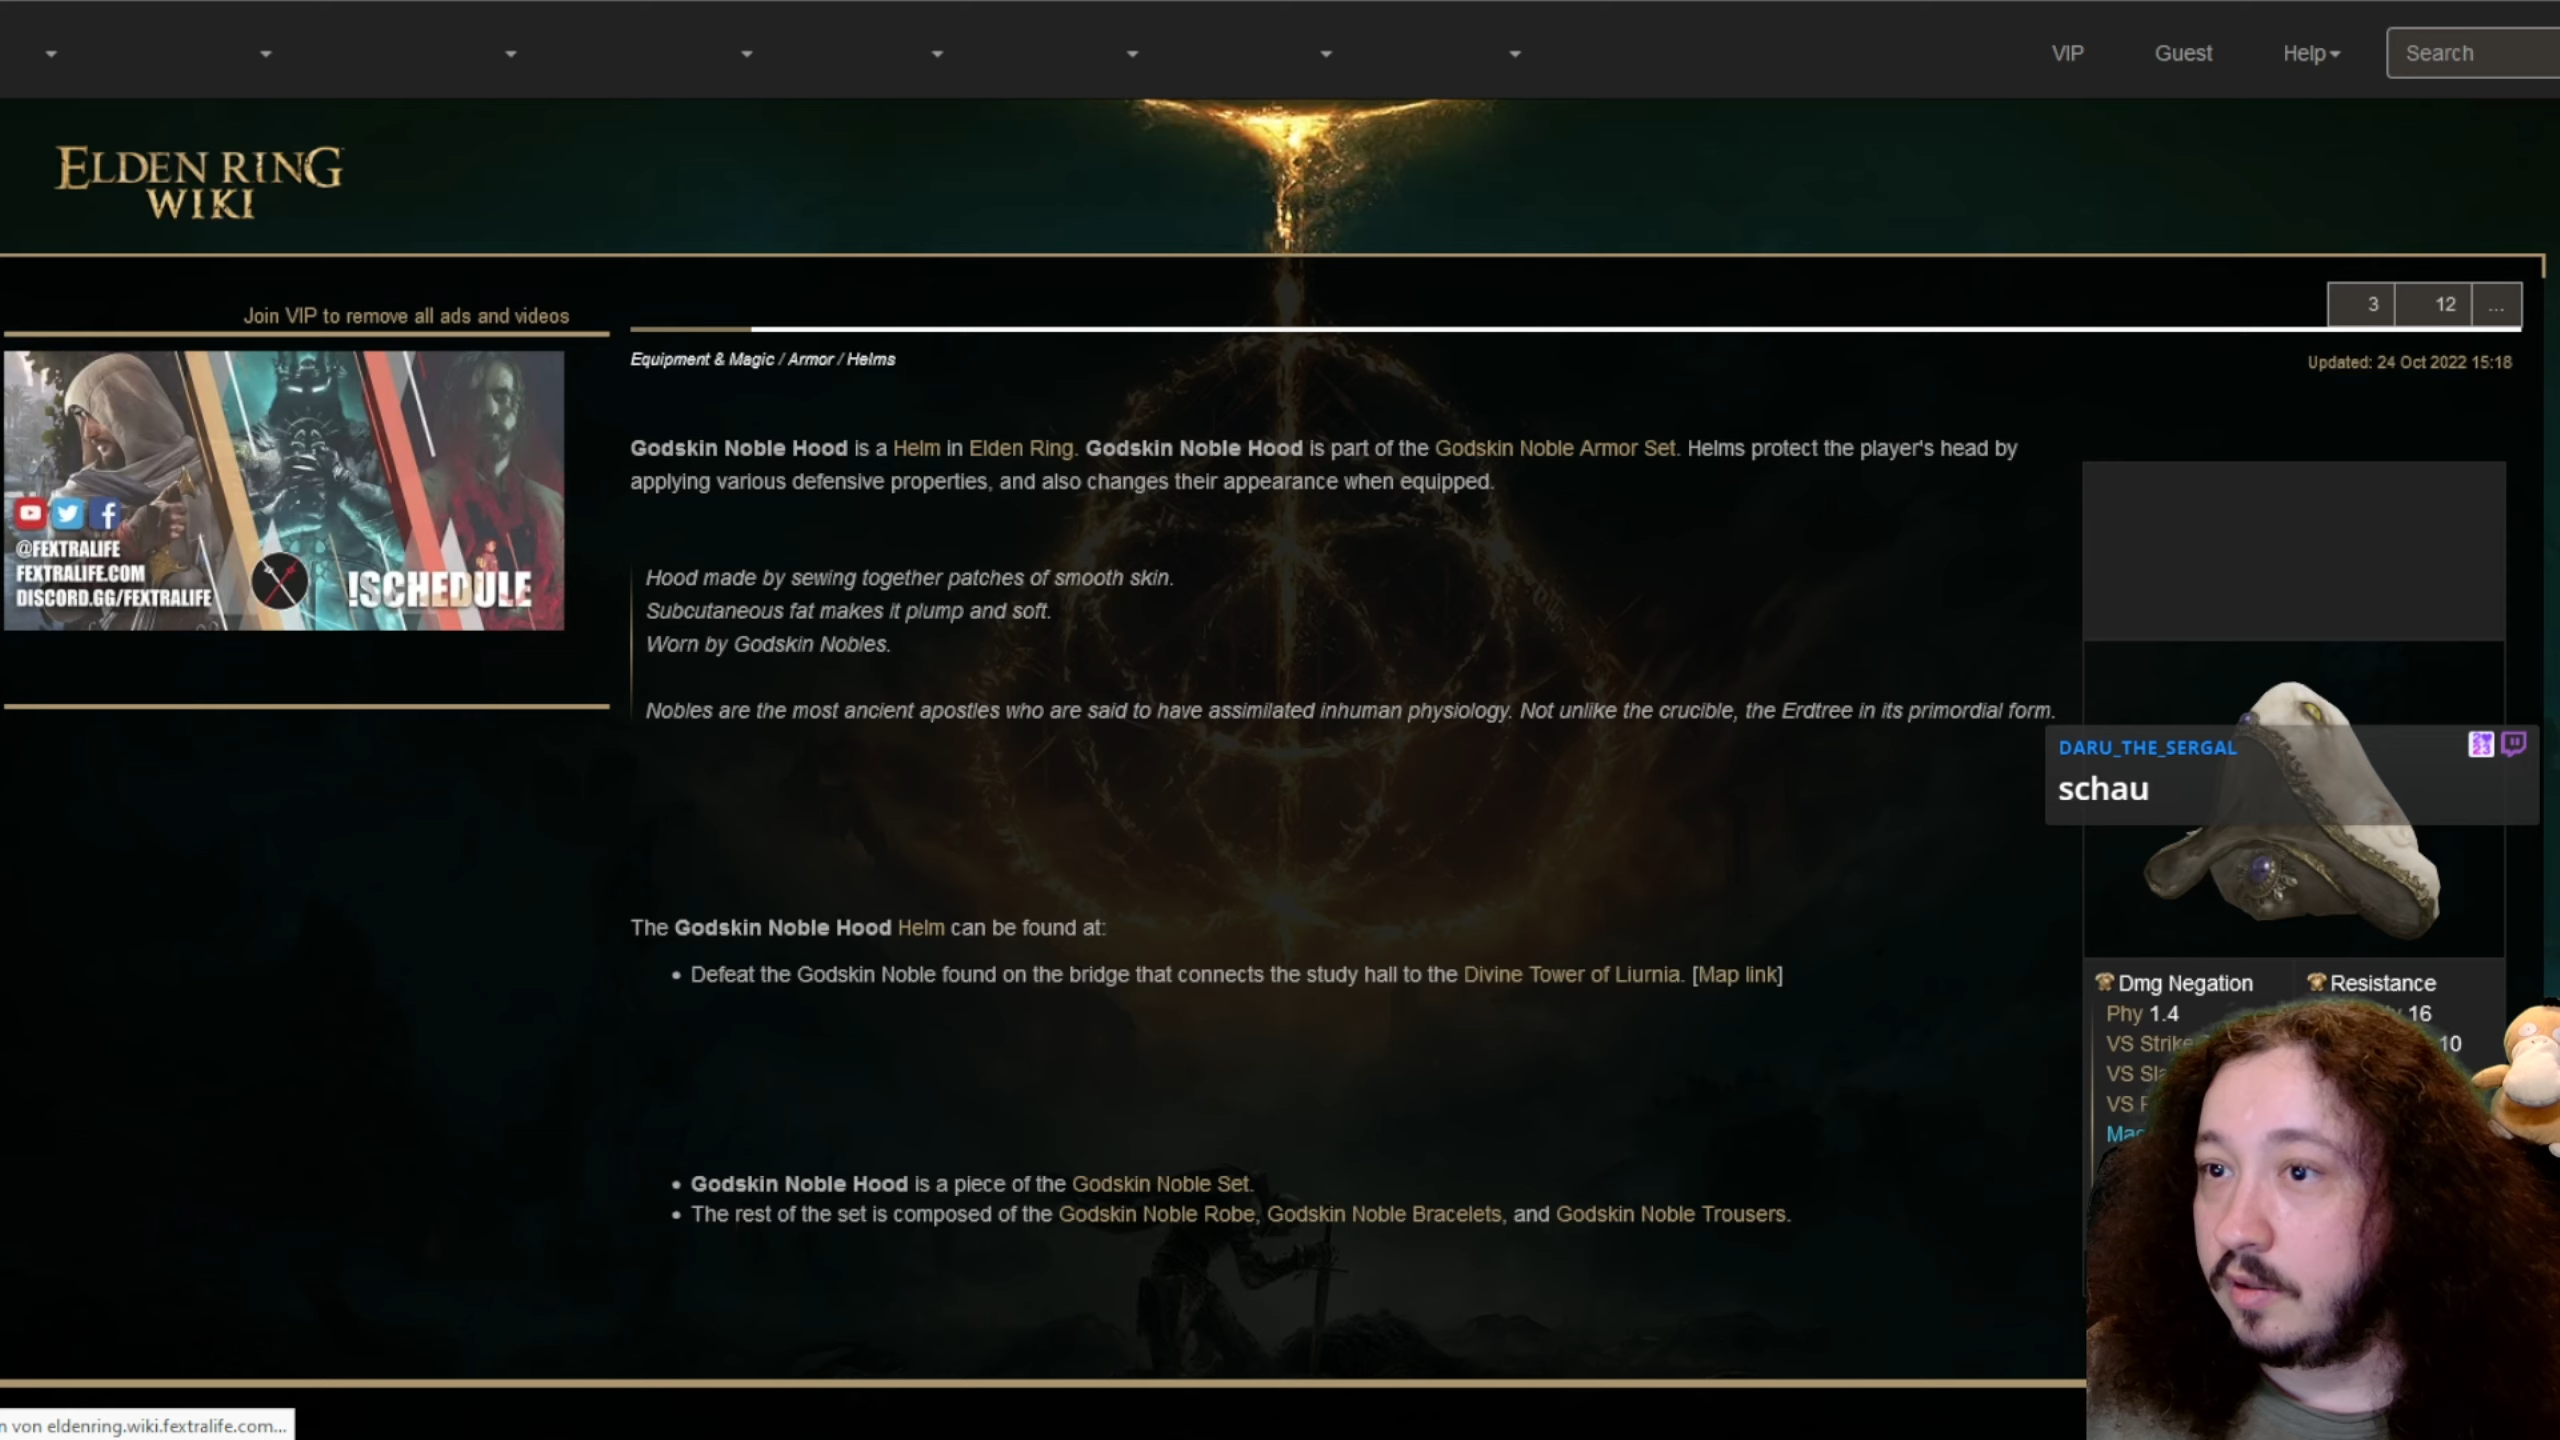 VIP Guest Help Search
ELDEN RING
WIKI
Join VIP to remove all ads and videos
3 12 ...
Equipment & Magic / Armor / Helms
Updated: 24 Oct 2022 15:18
@FEXTRALIFE
FEXTRALIFE.COM
DISCORD.GG/FEXTRALIFE
!SCHEDULE
Godskin Noble Hood is a Helm in Elden Ring. Godskin Noble Hood is part of the Godskin Noble Armor Set. Helms protect the player's head by
applying various defensive properties, and also changes their appearance when equipped.
Hood made by sewing together patches of smooth skin.
Subcutaneous fat makes it plump and soft.
Worn by Godskin Nobles.
Nobles are the most ancient apostles who are said to have assimilated inhuman physiology. Not unlike the crucible, the Erdtree in its primordial form.
DARU_THE_SERGAL
schau
The Godskin Noble Hood Helm can be found at:
• Defeat the Godskin Noble found on the bridge that connects the study hall to the Divine Tower of Liurnia. [Map link]
Dmg Negation Resistance
Phy 1.4 16
VS Strike 10
VS
VS
• Godskin Noble Hood is a piece of the Godskin Noble Set.
• The rest of the set is composed of the Godskin Noble Robe, Godskin Noble Bracelets, and Godskin Noble Trousers.
von eldenring.wiki.fextralife.com...